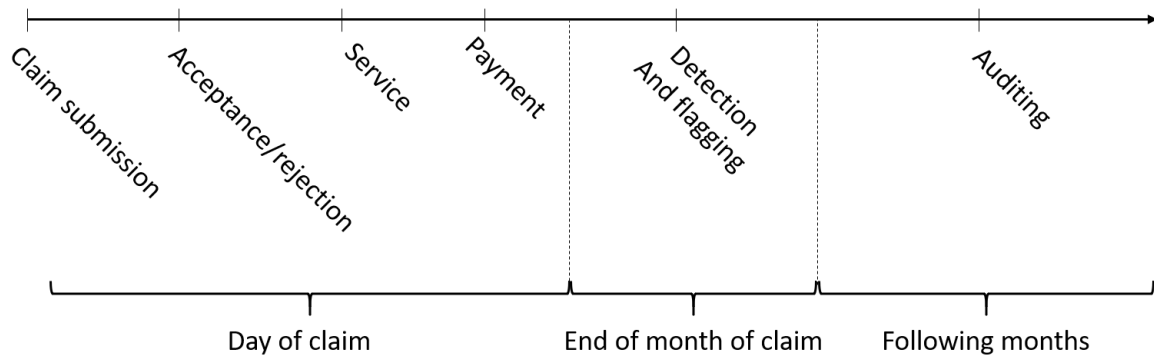 Claim submission
Acceptance/rejection
Service
Payment
Detection
And flagging
Auditing
Day of claim
End of month of claim
Following months